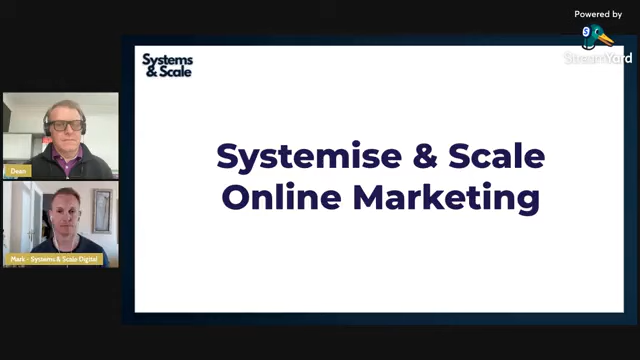 Powered by
StreamYard
Systems
& Scale
Systemise & Scale
Online Marketing
Dean
Mark - Systems & Scale Digital